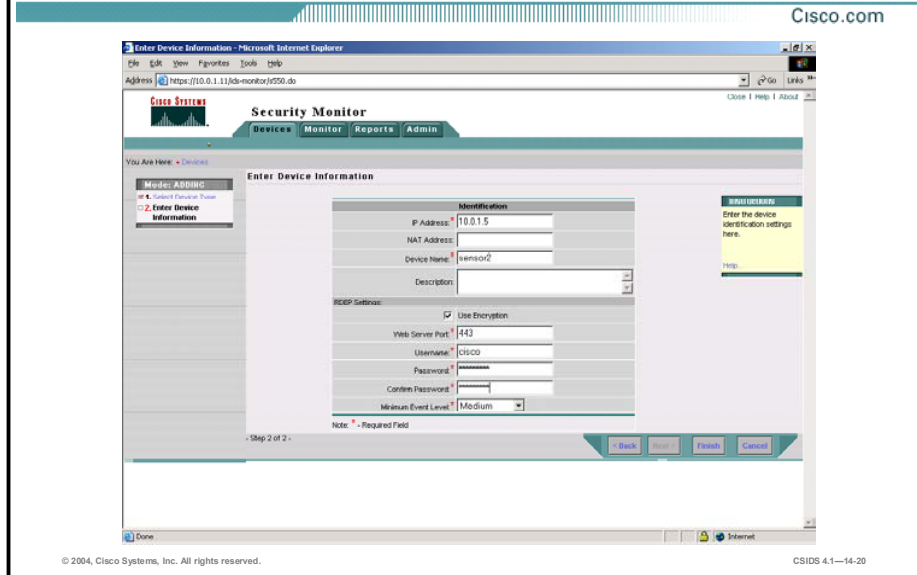 Cisco.com
Enter Device Information - Microsoft Internet Explorer
File Edit View Favorites Tools Help
Address https://10.0.1.11/ids-monitor/s550.do Go Links »
Close | Help | About
CISCO SYSTEMS
Security Monitor
Devices Monitor Reports Admin
You Are Here: • Devices
Mode: ADDING
1. Select Device Type
2. Enter Device
Information
Enter Device Information
Identification
IP Address:* 10.0.1.5
NAT Address:
Device Name:* sensor2
Description:
RDEP Settings:
Use Encryption
Web Server Port:* 443
Username:* cisco
Password:* *********
Confirm Password:* *********
Minimum Event Level:* Medium
Note: * - Required Field
Enter the device
identification settings
here.
Help...
- Step 2 of 2 -
< Back Next > Finish Cancel
Done Internet
© 2004, Cisco Systems, Inc. All rights reserved. CSIDS 4.1—14-20